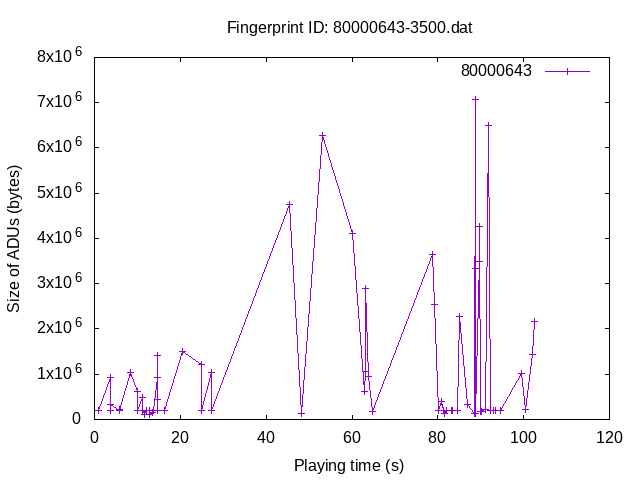 Fingerprint ID: 80000643-3500.dat
80000643
8x10^6
7x10^6
6x10^6
5x10^6
4x10^6
3x10^6
2x10^6
1x10^6
0
Size of ADUs (bytes)
0 20 40 60 80 100 120
Playing time (s)